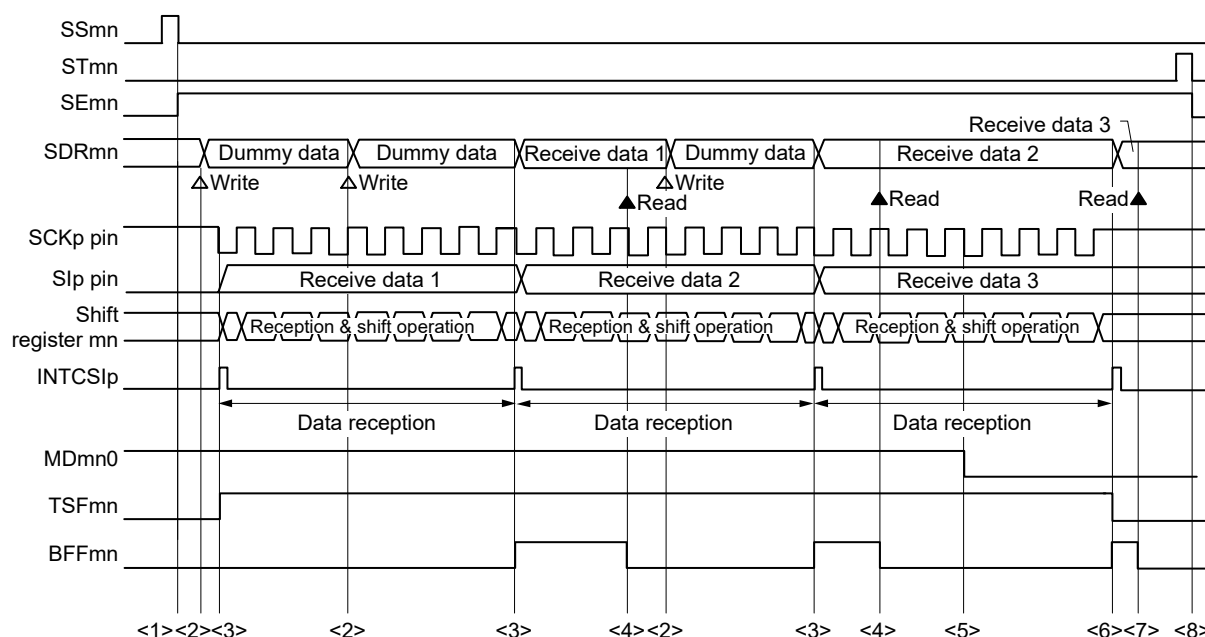 SSmn
STmn
SEmn
Receive data 3
SDRmn Dummy data Dummy data Receive data 1 Dummy data Receive data 2
Write Write Read Write Read Read
SCKp pin
SIp pin Receive data 1 Receive data 2 Receive data 3
Shift
register mn Reception & shift operation Reception & shift operation Reception & shift operation
INTCSIp
Data reception Data reception Data reception
MDmn0
TSFmn
BFFmn
<1> <2> <3> <2> <3> <4> <2> <3> <4> <5> <6> <7> <8>